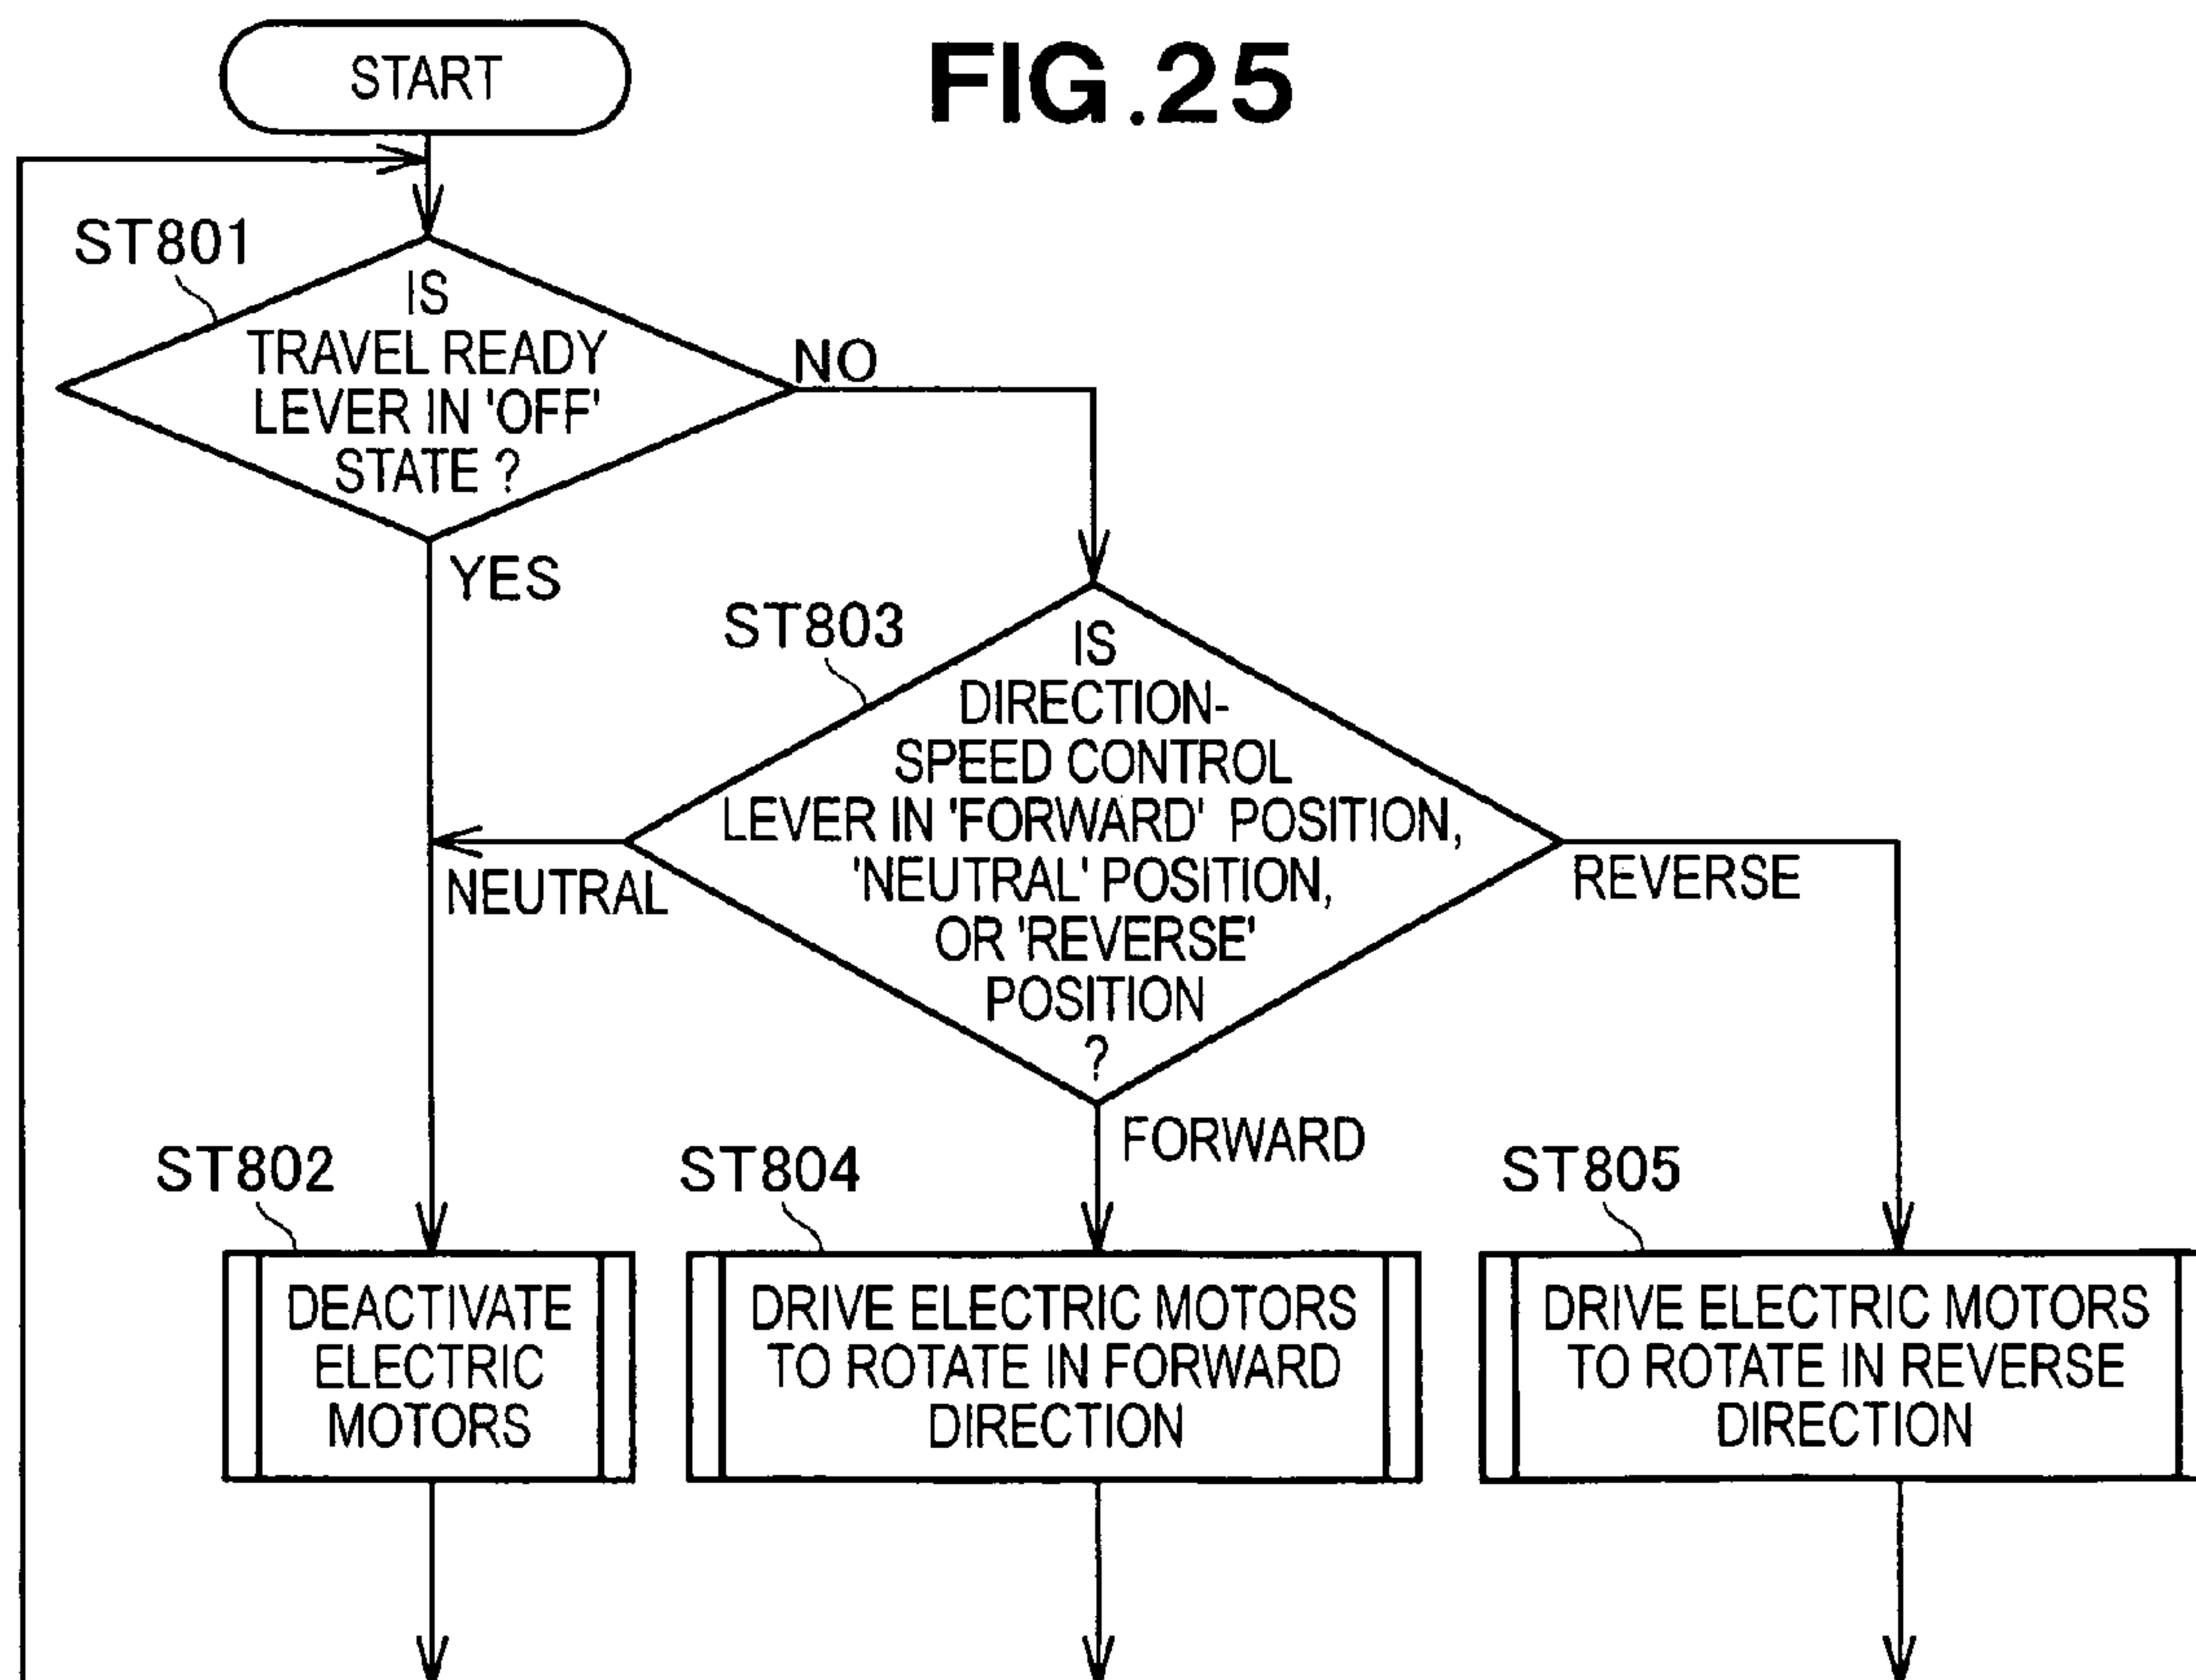 FIG.25
START
ST801
IS
TRAVEL READY
LEVER IN 'OFF'
STATE ?
NO
YES
ST803
IS
DIRECTION-
SPEED CONTROL
LEVER IN 'FORWARD' POSITION,
'NEUTRAL' POSITION,
OR 'REVERSE'
POSITION
?
NEUTRAL
REVERSE
FORWARD
ST802
DEACTIVATE
ELECTRIC
MOTORS
ST804
DRIVE ELECTRIC MOTORS
TO ROTATE IN FORWARD
DIRECTION
ST805
DRIVE ELECTRIC MOTORS
TO ROTATE IN REVERSE
DIRECTION